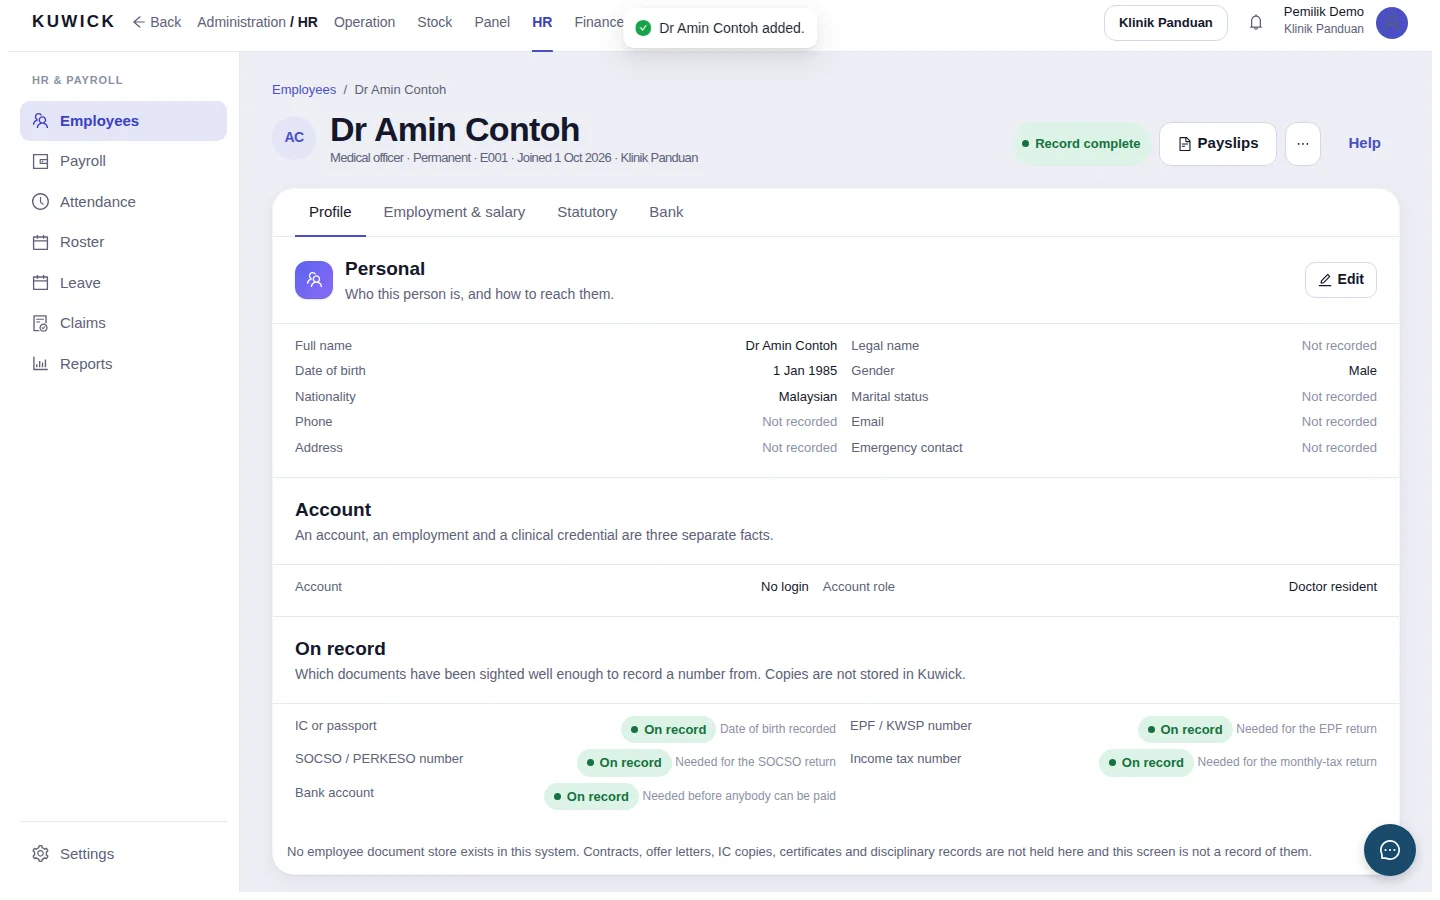 KUWICK
Back
Administration / HR
Operation
Stock
Panel
HR
Finance
Dr Amin Contoh added.
Klinik Panduan
Pemilik Demo
Klinik Panduan
HR & PAYROLL
Employees
Payroll
Attendance
Roster
Leave
Claims
Reports
Settings
Employees / Dr Amin Contoh
AC
Dr Amin Contoh
Medical officer · Permanent · E001 · Joined 1 Oct 2026 · Klinik Panduan
Record complete
Payslips
...
Help
Profile
Employment & salary
Statutory
Bank
Personal
Who this person is, and how to reach them.
Edit
Full name Dr Amin Contoh Legal name Not recorded
Date of birth 1 Jan 1985 Gender Male
Nationality Malaysian Marital status Not recorded
Phone Not recorded Email Not recorded
Address Not recorded Emergency contact Not recorded
Account
An account, an employment and a clinical credential are three separate facts.
Account No login Account role Doctor resident
On record
Which documents have been sighted well enough to record a number from. Copies are not stored in Kuwick.
IC or passport On record Date of birth recorded EPF / KWSP number On record Needed for the EPF return
SOCSO / PERKESO number On record Needed for the SOCSO return Income tax number On record Needed for the monthly-tax return
Bank account On record Needed before anybody can be paid
No employee document store exists in this system. Contracts, offer letters, IC copies, certificates and disciplinary records are not held here and this screen is not a record of them.